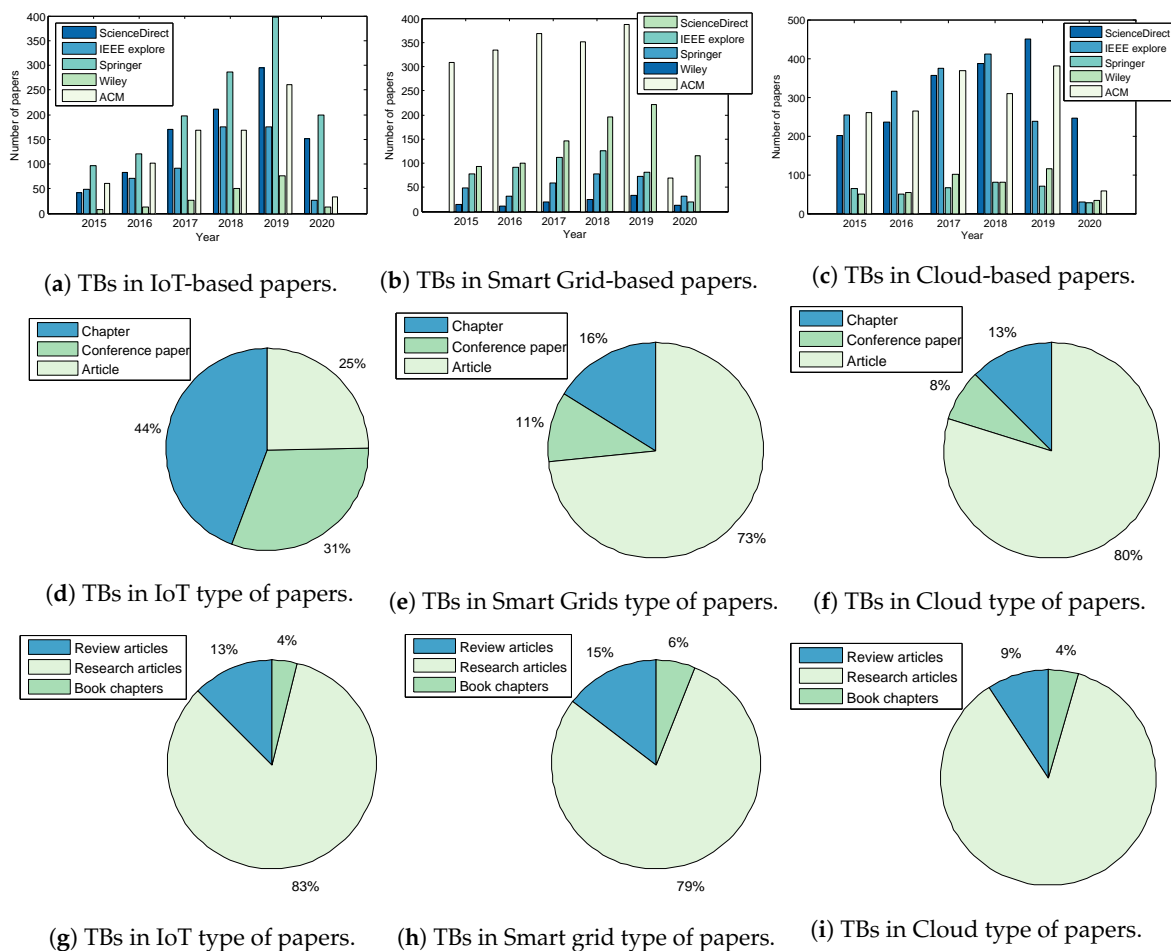 400
350
300
250
200
150
100
50
0
Number of papers
2015 2016 2017 2018 2019 2020
Year
ScienceDirect
IEEE explore
Springer
Wiley
ACM
(a) TBs in IoT-based papers.
400
350
300
250
200
150
100
50
0
Number of papers
2015 2016 2017 2018 2019 2020
Year
ScienceDirect
IEEE explore
Springer
Wiley
ACM
(b) TBs in Smart Grid-based papers.
500
400
300
200
100
0
Number of papers
2015 2016 2017 2018 2019 2020
Year
ScienceDirect
IEEE explore
Springer
Wiley
ACM
(c) TBs in Cloud-based papers.
Chapter
Conference paper
Article
25%
44%
31%
(d) TBs in IoT type of papers.
Chapter
Conference paper
Article
16%
11%
73%
(e) TBs in Smart Grids type of papers.
Chapter
Conference paper
Article
13%
8%
80%
(f) TBs in Cloud type of papers.
Review articles
Research articles
Book chapters
13%
4%
83%
(g) TBs in IoT type of papers.
Review articles
Research articles
Book chapters
15%
6%
79%
(h) TBs in Smart grid type of papers.
Review articles
Research articles
Book chapters
9%
4%
(i) TBs in Cloud type of papers.